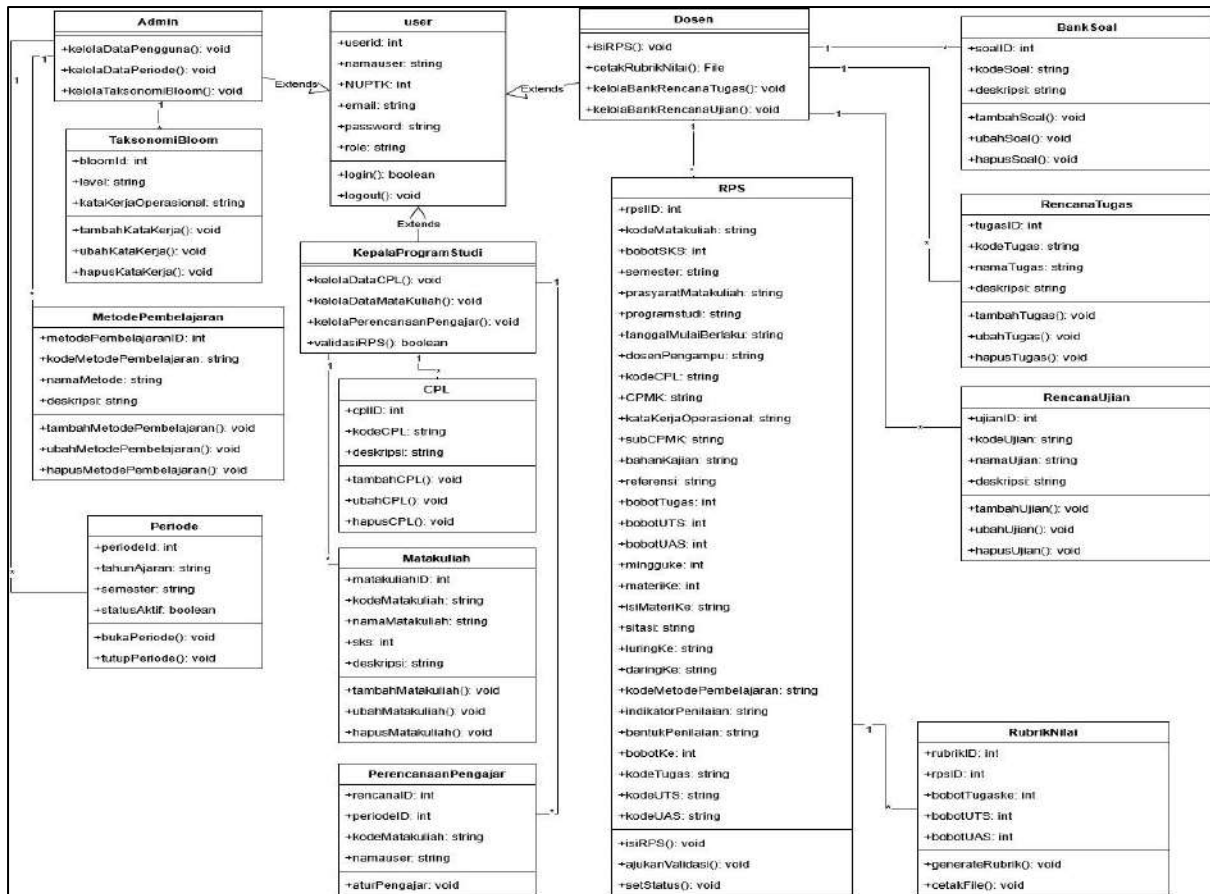 Admin
+kelolaDataPengguna(): void
+kelolaDataPeriode(): void
+kelolaTaksonomiBloom(): void
1
1
1
Extends
user
+userid: int
+namauser: string
+NUPTK: int
+email: string
+password: string
+role: string
+login(): boolean
+logout(): void
Extends
Extends
Dosen
+isiRPS(): void
+cetakRubrikNilai(): File
+kelolaBankRencanaTugas(): void
+kelolaBankRencanaUjian(): void
1
1
1
1
*
*
*
*
BankSoal
+soalID: int
+kodeSoal: string
+deskripsi: string
+tambahSoal(): void
+ubahSoal(): void
+hapusSoal(): void
TaksonomiBloom
+bloomId: int
+level: string
+kataKerjaOperasional: string
+tambahKataKerja(): void
+ubahKataKerja(): void
+hapusKataKerja(): void
RencanaTugas
+tugasID: int
+kodeTugas: string
+namaTugas: string
+deskripsi: string
+tambahTugas(): void
+ubahTugas(): void
+hapusTugas(): void
KepalaProgramStudi
+kelolaDataCPL(): void
+kelolaDataMataKuliah(): void
+kelolaPerencanaanPengajar(): void
+validasiRPS(): boolean
1
1
1
*
*
*
MetodePembelajaran
+metodePembelajaranID: int
+kodeMetodePembelajaran: string
+namaMetode: string
+deskripsi: string
+tambahMetodePembelajaran(): void
+ubahMetodePembelajaran(): void
+hapusMetodePembelajaran(): void
*
CPL
+cplID: int
+kodeCPL: string
+deskripsi: string
+tambahCPL(): void
+ubahCPL(): void
+hapusCPL(): void
RencanaUjian
+ujianID: int
+kodeUjian: string
+namaUjian: string
+deskripsi: string
+tambahUjian(): void
+ubahUjian(): void
+hapusUjian(): void
Periode
+periodeId: int
+tahunAjaran: string
+semester: string
+statusAktif: boolean
+bukaPeriode(): void
+tutupPeriode(): void
*
Matakuliah
+matakuliahID: int
+kodeMatakuliah: string
+namaMatakuliah: string
+sks: int
+deskripsi: string
+tambahMatakuliah(): void
+ubahMatakuliah(): void
+hapusMatakuliah(): void
PerencanaanPengajar
+rencanaID: int
+periodeID: int
+kodeMatakuliah: string
+namauser: string
+aturPengajar: void
RPS
+rpsIID: int
+kodeMatakuliah: string
+bobotSKS: int
+semester: string
+prasyaratMatakuliah: string
+programstudi: string
+tanggalMulaiBerlaku: string
+dosenPengampu: string
+kodeCPL: string
+CPMK: string
+kataKerjaOperasional: string
+subCPMK: string
+bahanKajian: string
+referensi: string
+bobotTugas: int
+bobotUTS: int
+bobotUAS: int
+mingguke: int
+materiKe: int
+isiMateriKe: string
+sitasi: string
+luringKe: string
+daringKe: string
+kodeMetodePembelajaran: string
+indikatorPenilaian: string
+bentukPenilaian: string
+bobotKe: int
+kodeTugas: string
+kodeUTS: string
+kodeUAS: string
+isiRPS(): void
+ajukanValidasi(): void
+setStatus(): void
1
*
RubrikNilai
+rubrikID: int
+rpsID: int
+bobotTugaske: int
+bobotUTS: int
+bobotUAS: int
+generateRubrik(): void
+cetakFile(): void